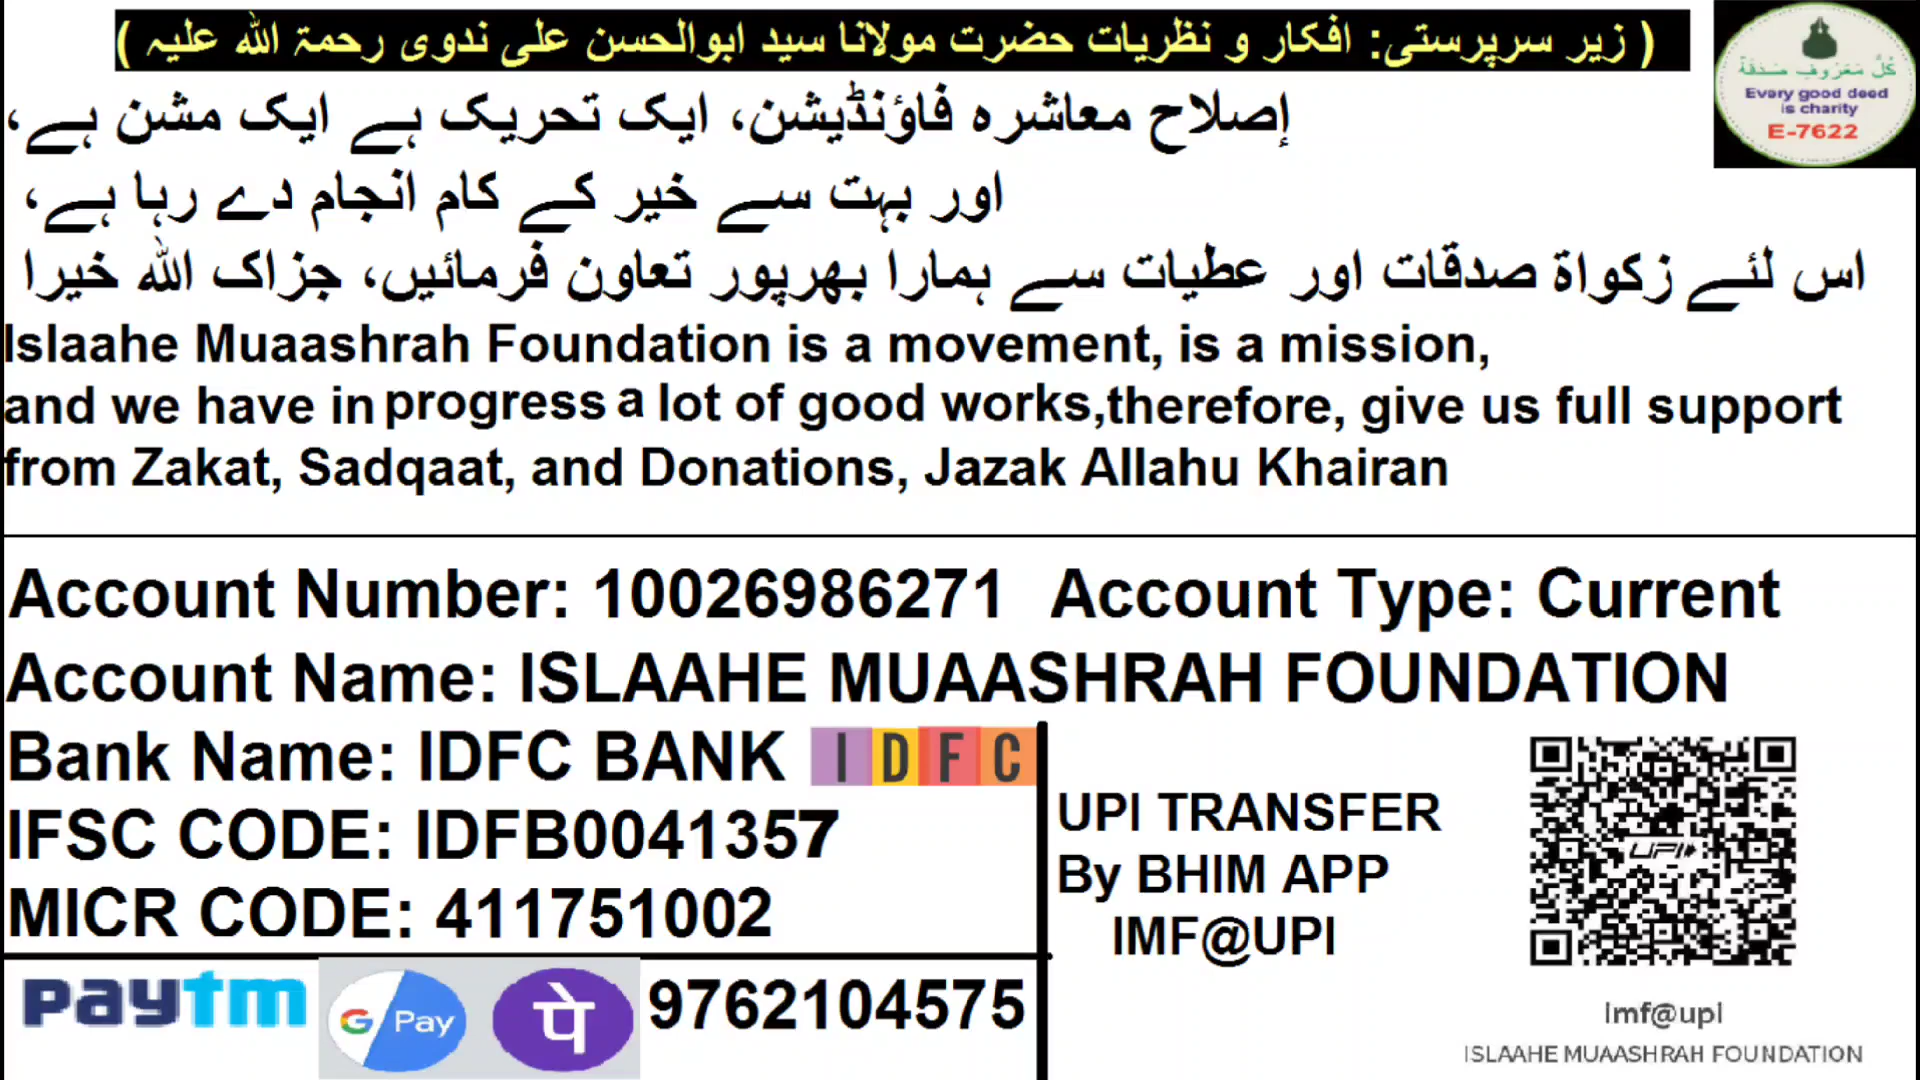 ( زیر سرپرستی: افکار و نظریات حضرت مولانا سید ابوالحسن علی ندوی رحمۃ اللہ علیہ )
كُلُّ مَعْرُوفٍ صَدَقَةٌ
Every good deed
is charity
E-7622
إصلاح معاشرہ فاؤنڈیشن، ایک تحریک ہے ایک مشن ہے،
اور بہت سے خیر کے کام انجام دے رہا ہے،
اس لئے زکواۃ صدقات اور عطیات سے ہمارا بھرپور تعاون فرمائیں، جزاک اللہ خیرا
Islaahe Muaashrah Foundation is a movement, is a mission,
and we have in progress a lot of good works,therefore, give us full support
from Zakat, Sadqaat, and Donations, Jazak Allahu Khairan
Account Number: 10026986271 Account Type: Current
Account Name: ISLAAHE MUAASHRAH FOUNDATION
Bank Name: IDFC BANK IDFC
IFSC CODE: IDFB0041357
MICR CODE: 411751002
UPI TRANSFER
By BHIM APP
IMF@UPI
UPI
imf@upi
ISLAAHE MUAASHRAH FOUNDATION
paytm G Pay पे 9762104575